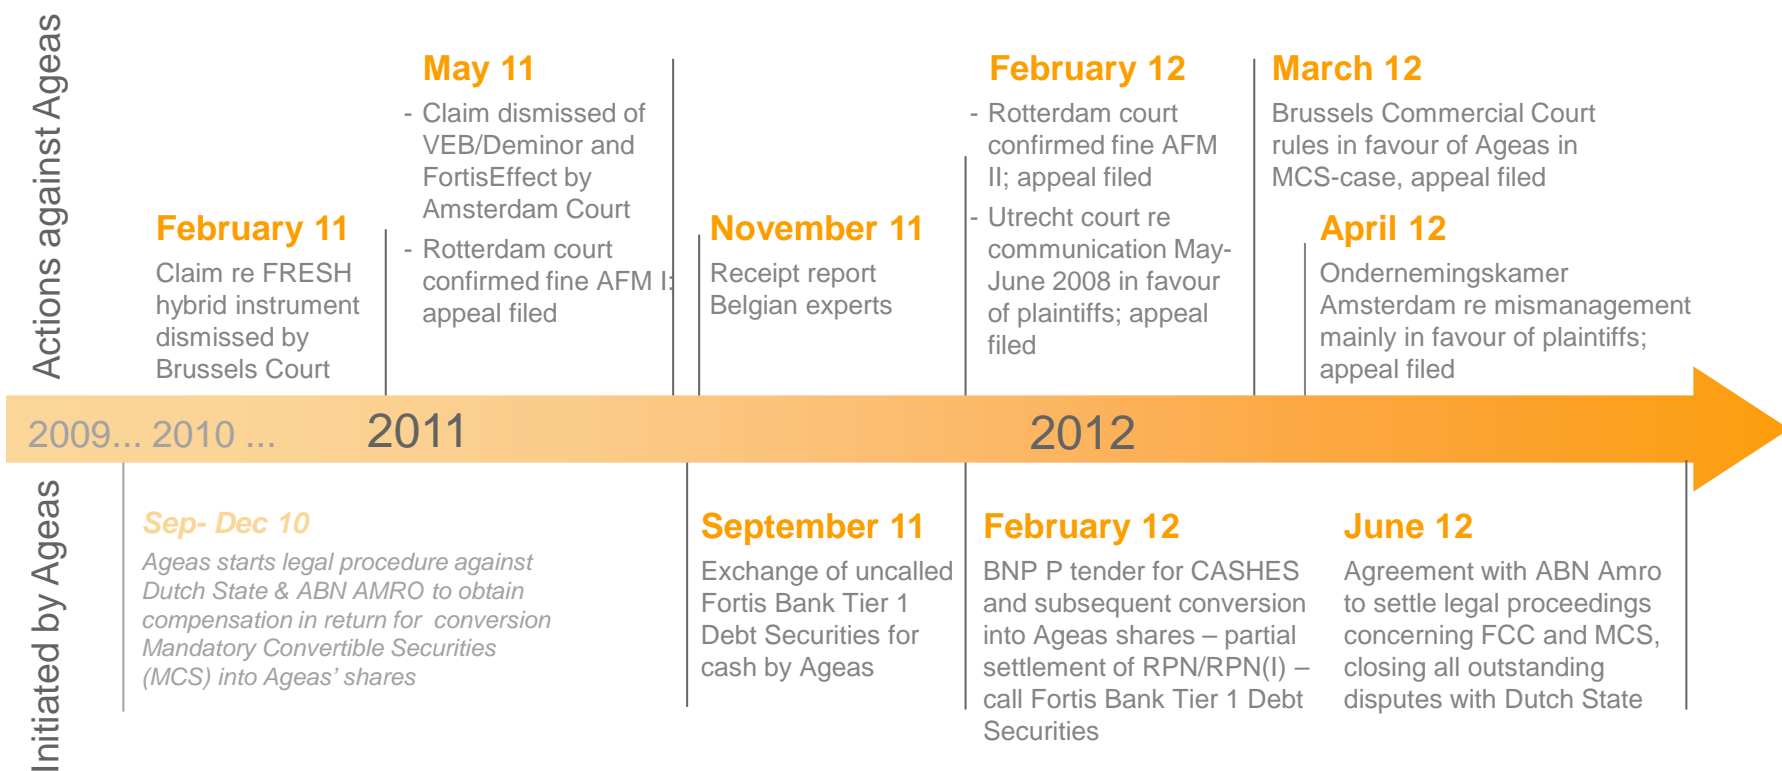 Actions against Ageas
February 11
Claim re FRESH
hybrid instrument
dismissed by
Brussels Court
May 11
- Claim dismissed of
VEB/Deminor and
FortisEffect by
Amsterdam Court
- Rotterdam court
confirmed fine AFM I:
appeal filed
November 11
Receipt report
Belgian experts
February 12
- Rotterdam court
confirmed fine AFM
II; appeal filed
- Utrecht court re
communication May-
June 2008 in favour
of plaintiffs; appeal
filed
March 12
Brussels Commercial Court
rules in favour of Ageas in
MCS-case, appeal filed
April 12
Ondernemingskamer
Amsterdam re mismanagement
mainly in favour of plaintiffs;
appeal filed
2009... 2010 ... 2011 2012
Initiated by Ageas
Sep- Dec 10
Ageas starts legal procedure against
Dutch State & ABN AMRO to obtain
compensation in return for conversion
Mandatory Convertible Securities
(MCS) into Ageas’ shares
September 11
Exchange of uncalled
Fortis Bank Tier 1
Debt Securities for
cash by Ageas
February 12
BNP P tender for CASHES
and subsequent conversion
into Ageas shares – partial
settlement of RPN/RPN(I) –
call Fortis Bank Tier 1 Debt
Securities
June 12
Agreement with ABN Amro
to settle legal proceedings
concerning FCC and MCS,
closing all outstanding
disputes with Dutch State